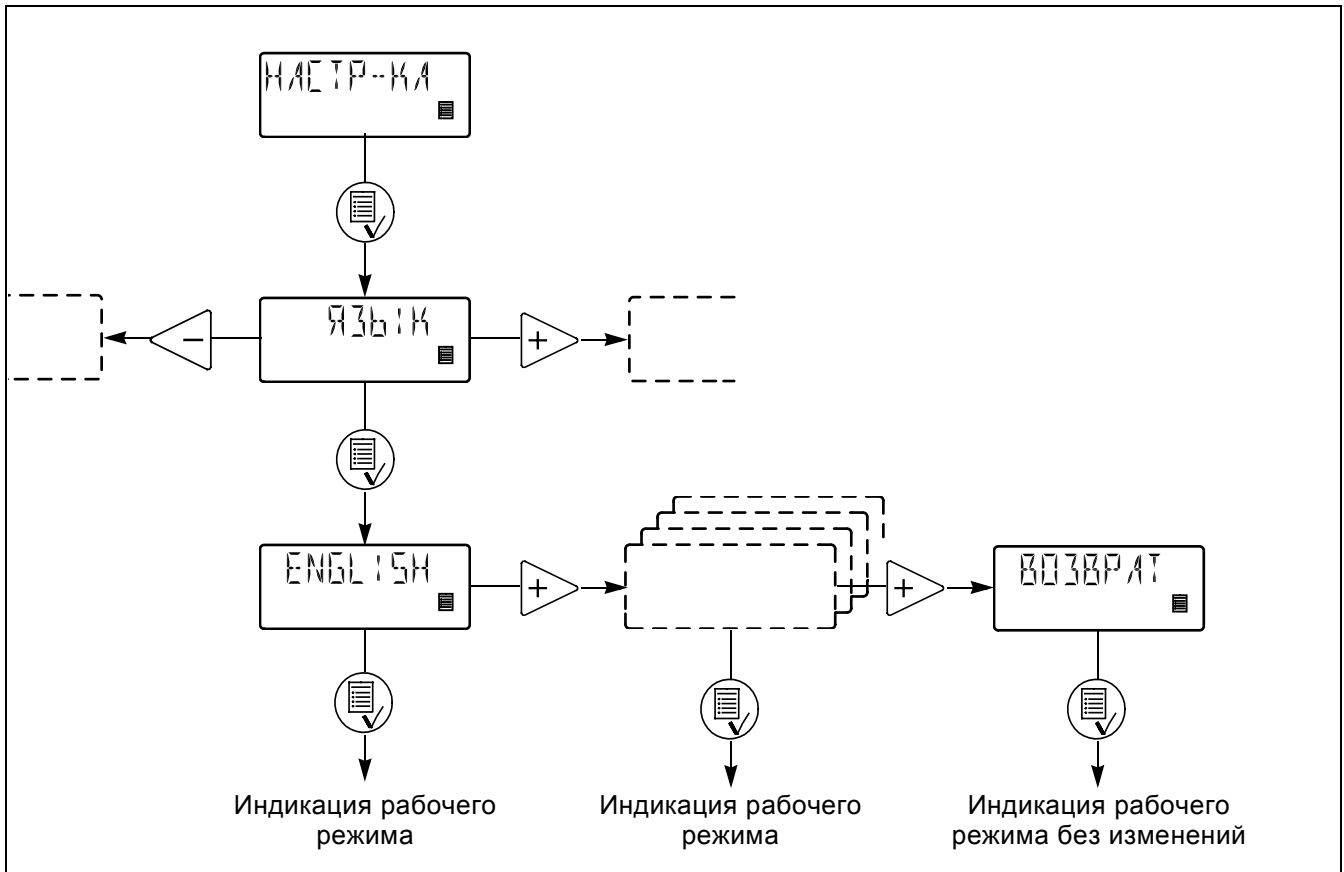 НАСТР-КА
ЯЗЫК
-
+
ENGLISH
+
+
ВОЗВРАТ
Индикация рабочего
режима
Индикация рабочего
режима
Индикация рабочего
режима без изменений